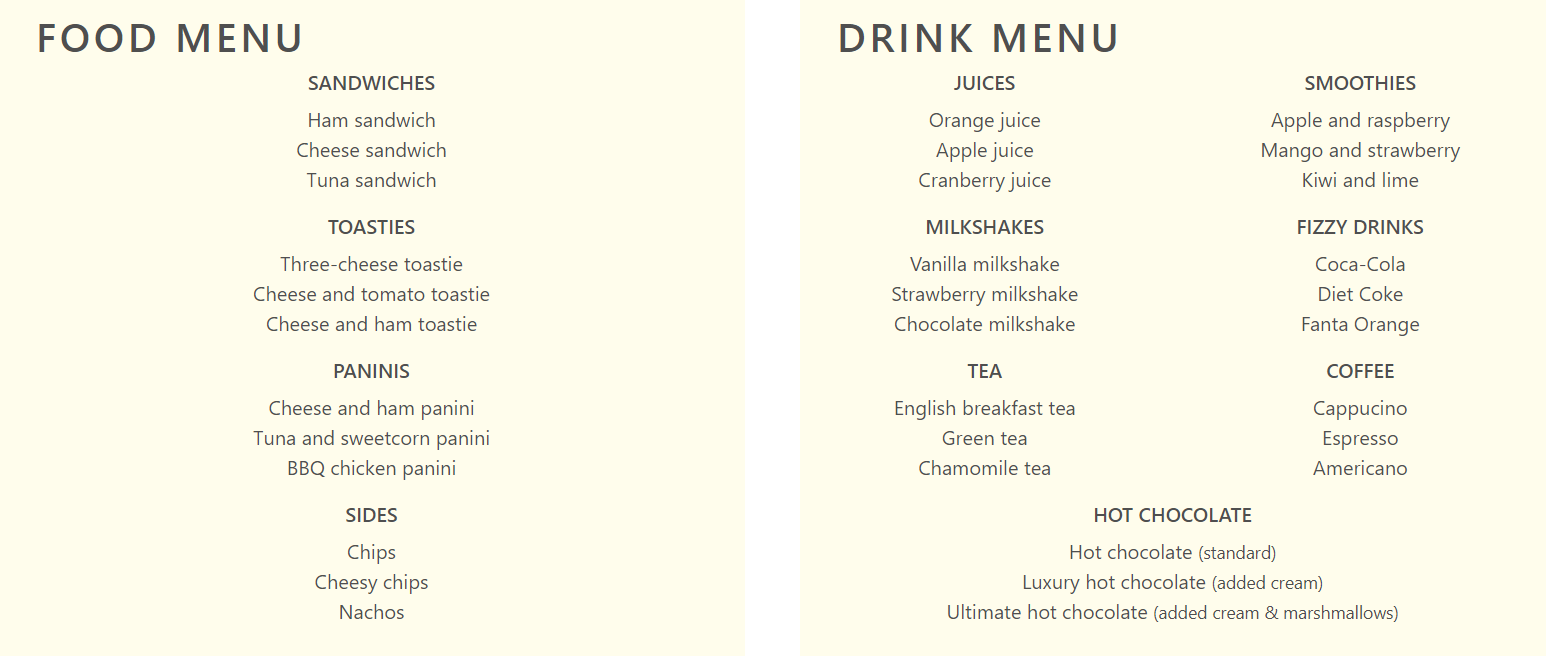 FOOD MENU
SANDWICHES
Ham sandwich
Cheese sandwich
Tuna sandwich
TOASTIES
Three-cheese toastie
Cheese and tomato toastie
Cheese and ham toastie
PANINIS
Cheese and ham panini
Tuna and sweetcorn panini
BBQ chicken panini
SIDES
Chips
Cheesy chips
Nachos
DRINK MENU
JUICES
Orange juice
Apple juice
Cranberry juice
SMOOTHIES
Apple and raspberry
Mango and strawberry
Kiwi and lime
MILKSHAKES
Vanilla milkshake
Strawberry milkshake
Chocolate milkshake
FIZZY DRINKS
Coca-Cola
Diet Coke
Fanta Orange
TEA
English breakfast tea
Green tea
Chamomile tea
COFFEE
Cappucino
Espresso
Americano
HOT CHOCOLATE
Hot chocolate (standard)
Luxury hot chocolate (added cream)
Ultimate hot chocolate (added cream & marshmallows)